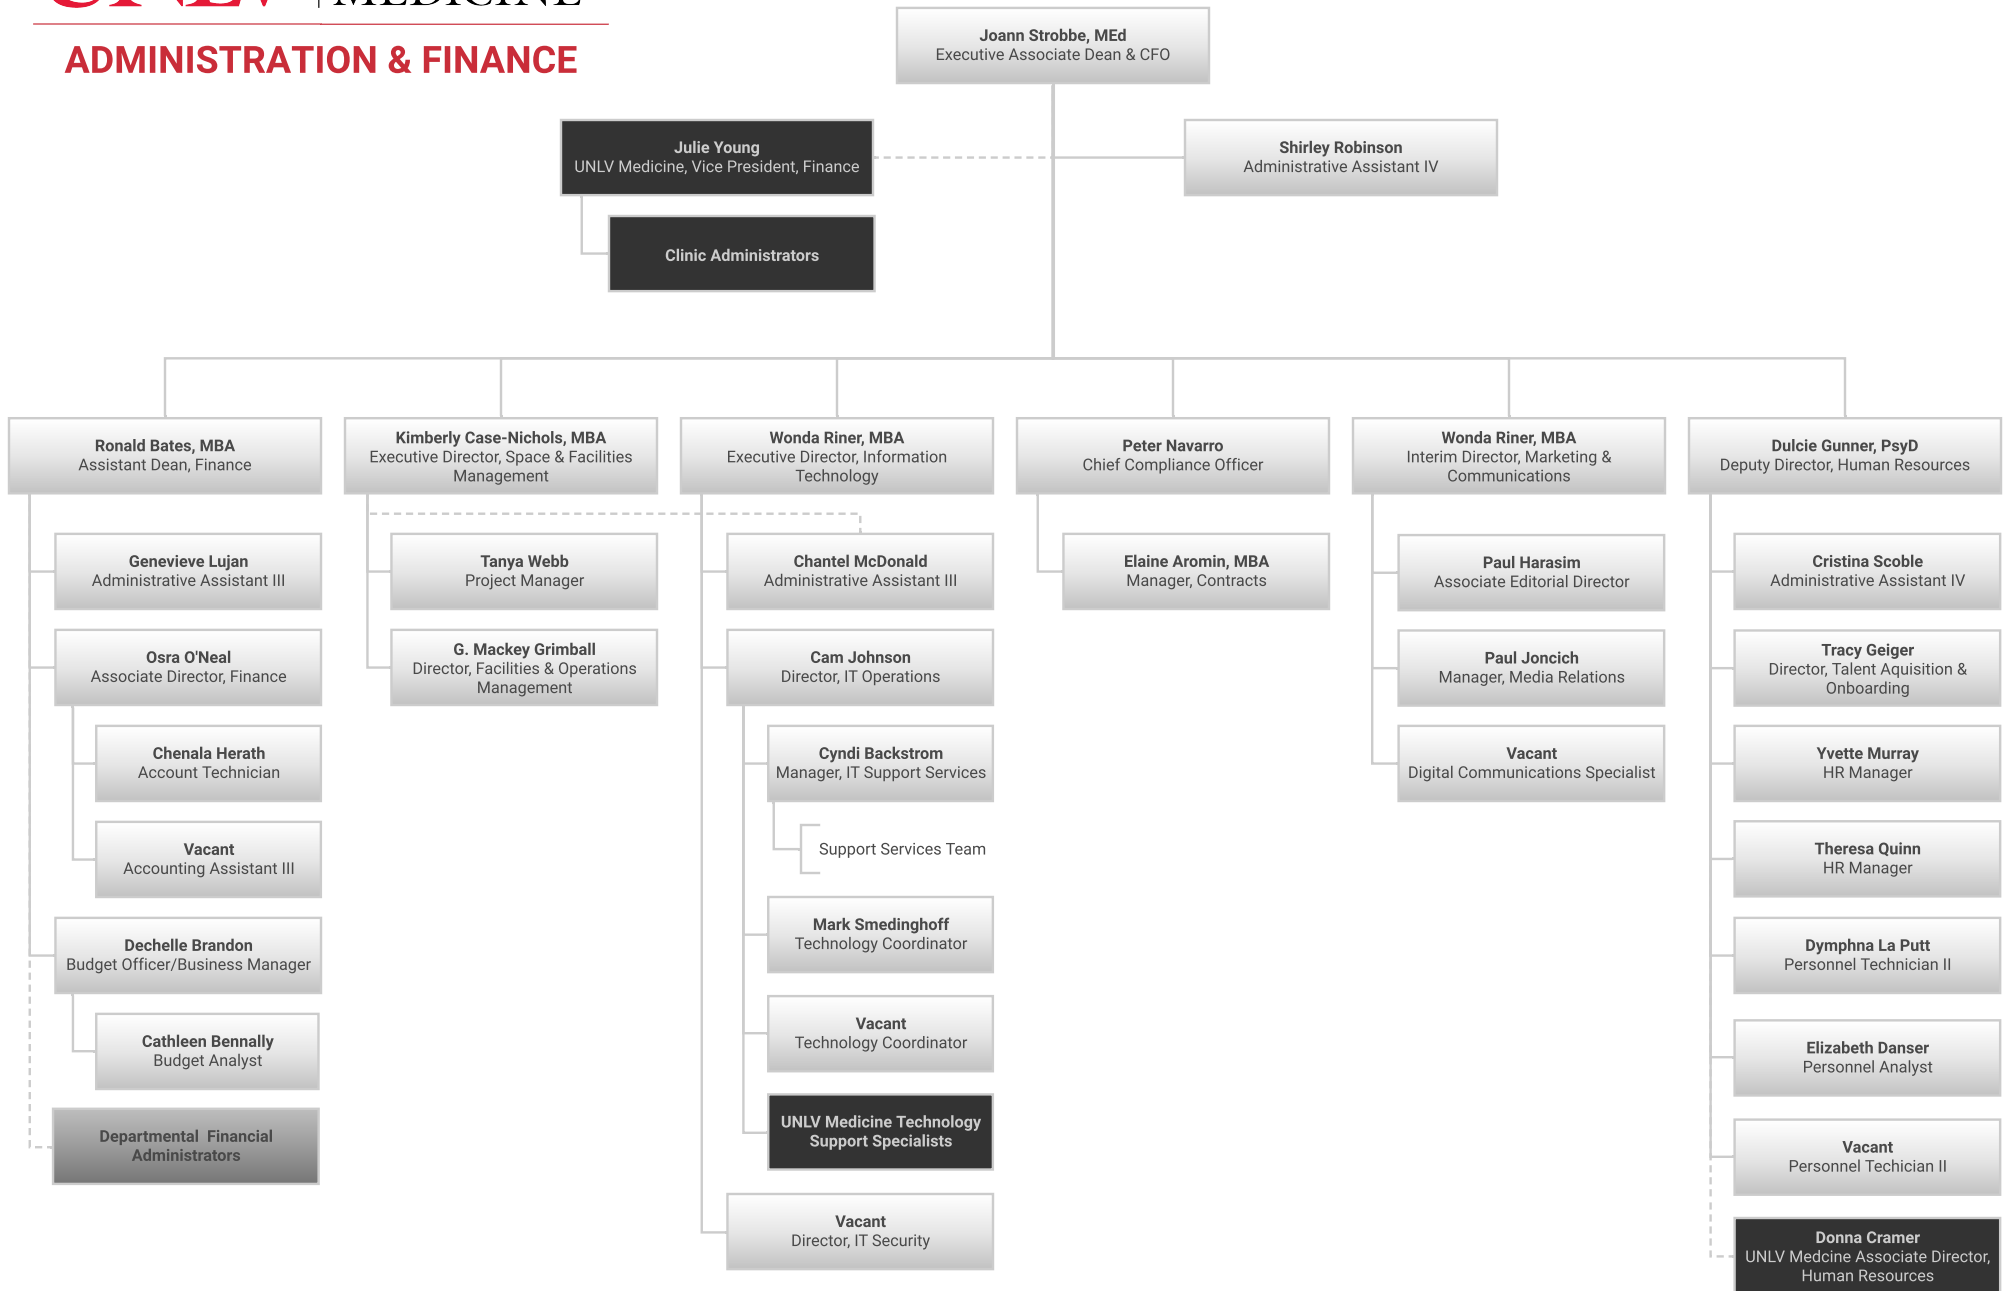 UNLV | MEDICINE
ADMINISTRATION & FINANCE
Joann Strobbe, MEd
Executive Associate Dean & CFO
Julie Young
UNLV Medicine, Vice President, Finance
Shirley Robinson
Administrative Assistant IV
Clinic Administrators
Ronald Bates, MBA
Assistant Dean, Finance
Genevieve Lujan
Administrative Assistant III
Osra O'Neal
Associate Director, Finance
Chenala Herath
Account Technician
Vacant
Accounting Assistant III
Dechelle Brandon
Budget Officer/Business Manager
Cathleen Bennally
Budget Analyst
Departmental  Financial
Administrators
Kimberly Case-Nichols, MBA
Executive Director, Space & Facilities
Management
Tanya Webb
Project Manager
G. Mackey Grimball
Director, Facilities & Operations
Management
Wonda Riner, MBA
Executive Director, Information
Technology
Chantel McDonald
Administrative Assistant III
Cam Johnson
Director, IT Operations
Cyndi Backstrom
Manager, IT Support Services
Support Services Team
Mark Smedinghoff
Technology Coordinator
Vacant
Technology Coordinator
UNLV Medicine Technology
Support Specialists
Vacant
Director, IT Security
Peter Navarro
Chief Compliance Officer
Elaine Aromin, MBA
Manager, Contracts
Wonda Riner, MBA
Interim Director, Marketing &
Communications
Paul Harasim
Associate Editorial Director
Paul Joncich
Manager, Media Relations
Vacant
Digital Communications Specialist
Dulcie Gunner, PsyD
Deputy Director, Human Resources
Cristina Scoble
Administrative Assistant IV
Tracy Geiger
Director, Talent Aquisition &
Onboarding
Yvette Murray
HR Manager
Theresa Quinn
HR Manager
Dymphna La Putt
Personnel Technician II
Elizabeth Danser
Personnel Analyst
Vacant
Personnel Techician II
Donna Cramer
UNLV Medcine Associate Director,
Human Resources